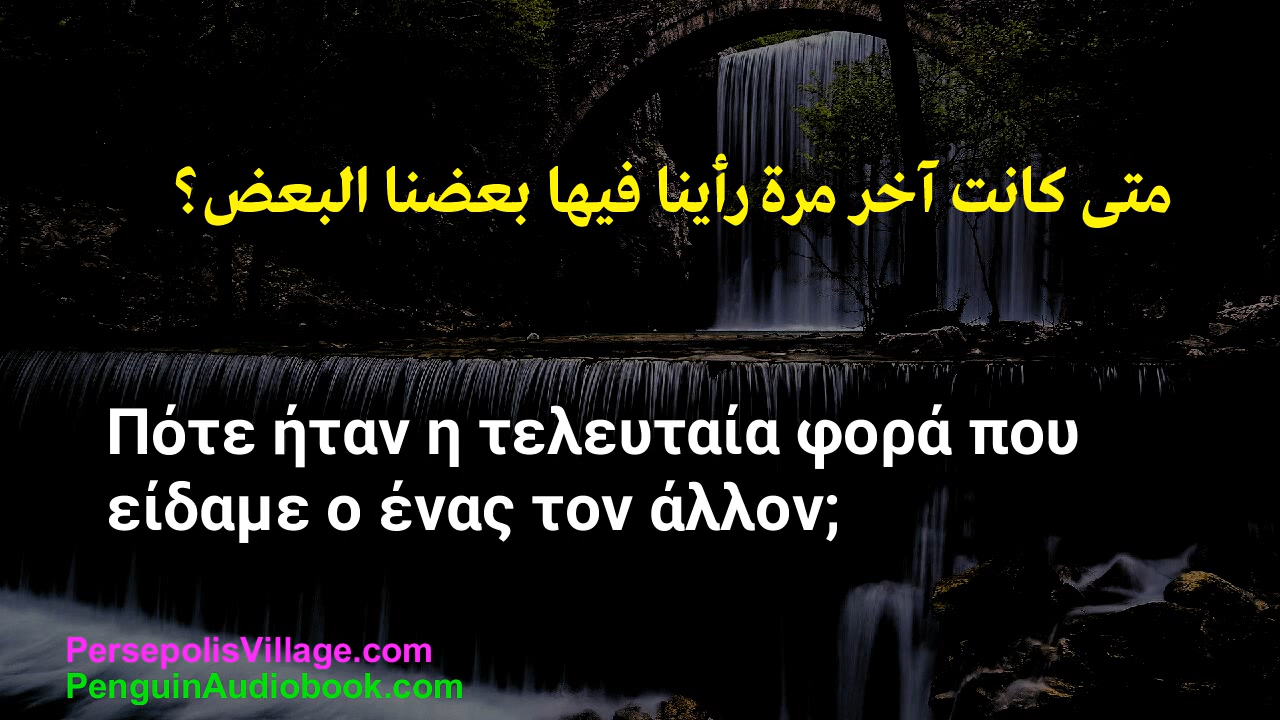 متى كانت آخر مرة رأينا فيها بعضنا البعض؟
Πότε ήταν η τελευταία φορά που
είδαμε ο ένας τον άλλον;
PersepolisVillage.com
PenguinAudiobook.com